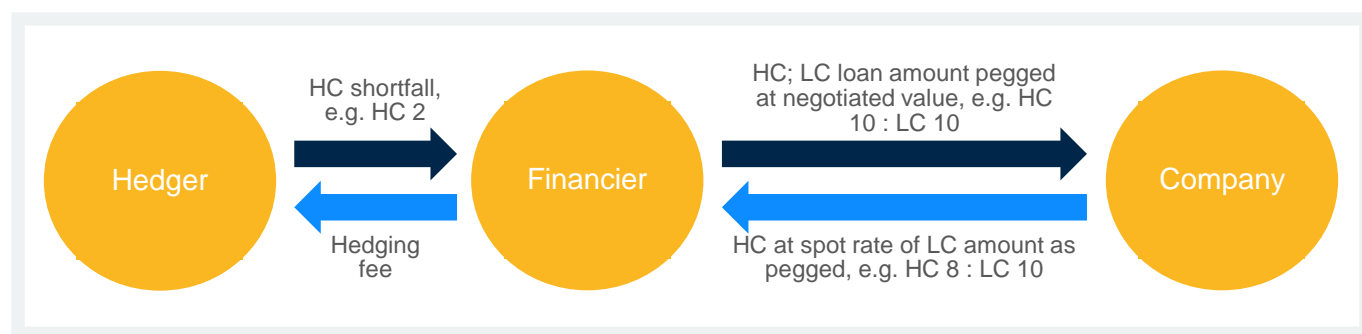 Hedger
HC shortfall,
e.g. HC 2
Hedging
fee
Financier
HC; LC loan amount pegged
at negotiated value, e.g. HC
10 : LC 10
HC at spot rate of LC amount as
pegged, e.g. HC 8 : LC 10
Company